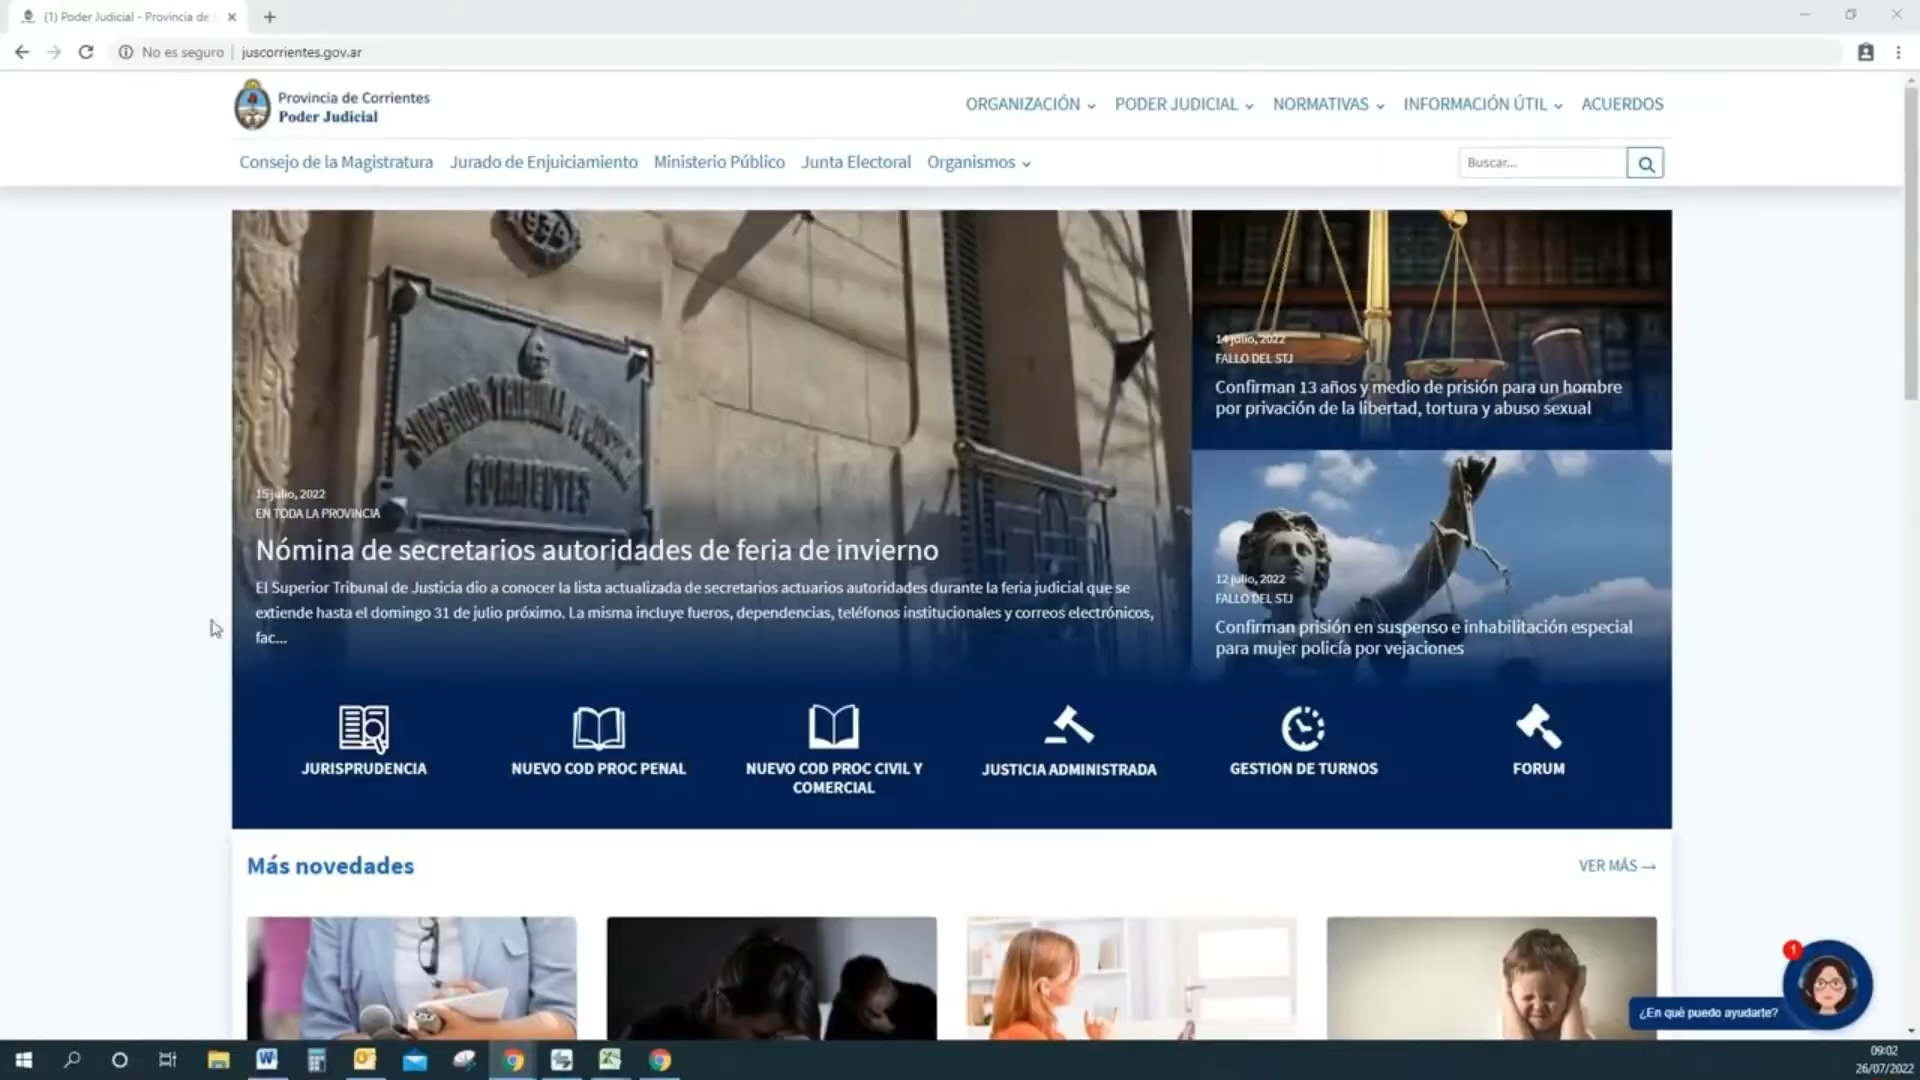 (1) Poder Judicial - Provincia de
No es seguro | juscorrientes.gov.ar
Provincia de Corrientes
Poder Judicial
ORGANIZACIÓN PODER JUDICIAL NORMATIVAS INFORMACIÓN ÚTIL ACUERDOS
Consejo de la Magistratura Jurado de Enjuiciamiento Ministerio Público Junta Electoral Organismos
Buscar...
SUPERIOR TRIBUNAL DE JUSTICIA
CORRIENTES
15 julio, 2022
EN TODA LA PROVINCIA
Nómina de secretarios autoridades de feria de invierno
El Superior Tribunal de Justicia dio a conocer la lista actualizada de secretarios actuarios autoridades durante la feria judicial que se
extiende hasta el domingo 31 de julio próximo. La misma incluye fueros, dependencias, teléfonos institucionales y correos electrónicos,
fac...
14 julio, 2022
FALLO DEL STJ
Confirman 13 años y medio de prisión para un hombre
por privación de la libertad, tortura y abuso sexual
12 julio, 2022
FALLO DEL STJ
Confirman prisión en suspenso e inhabilitación especial
para mujer policía por vejaciones
JURISPRUDENCIA
NUEVO COD PROC PENAL
NUEVO COD PROC CIVIL Y
COMERCIAL
JUSTICIA ADMINISTRADA
GESTION DE TURNOS
FORUM
Más novedades
VER MÁS →
1
¿En qué puedo ayudarte?
09:02
26/07/2022